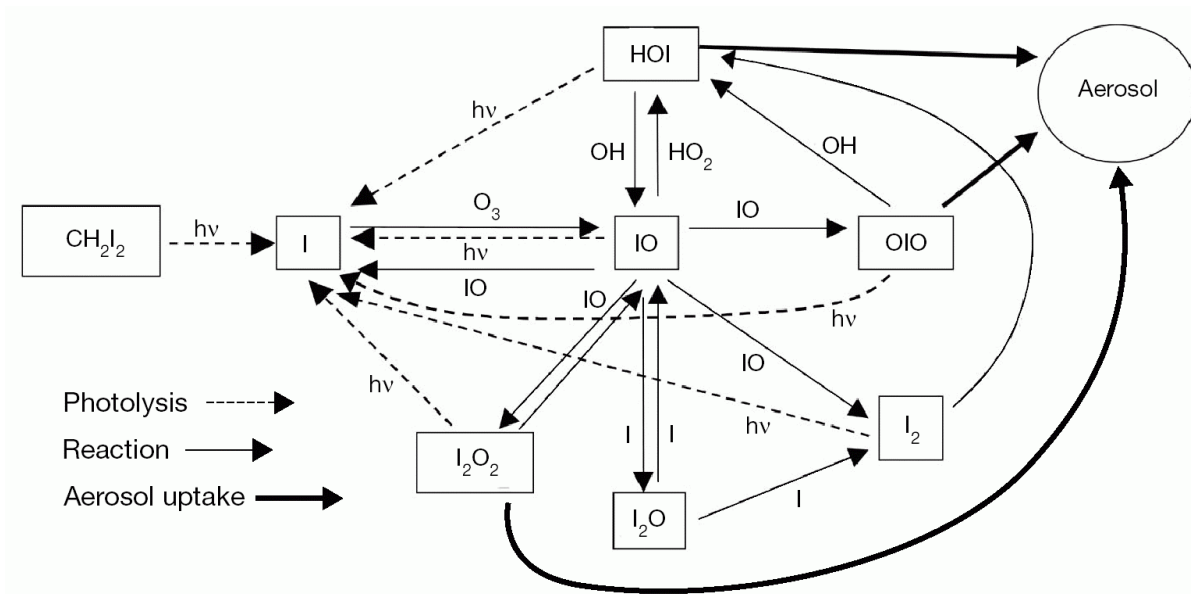 HOI
Aerosol
hν
OH
HO₂
OH
CH₂I₂
hν
I
O₃
hν
IO
IO
IO
OIO
IO
hν
hν
IO
hν
I₂
Photolysis
Reaction
Aerosol uptake
I₂O₂
I
I
I₂O
I